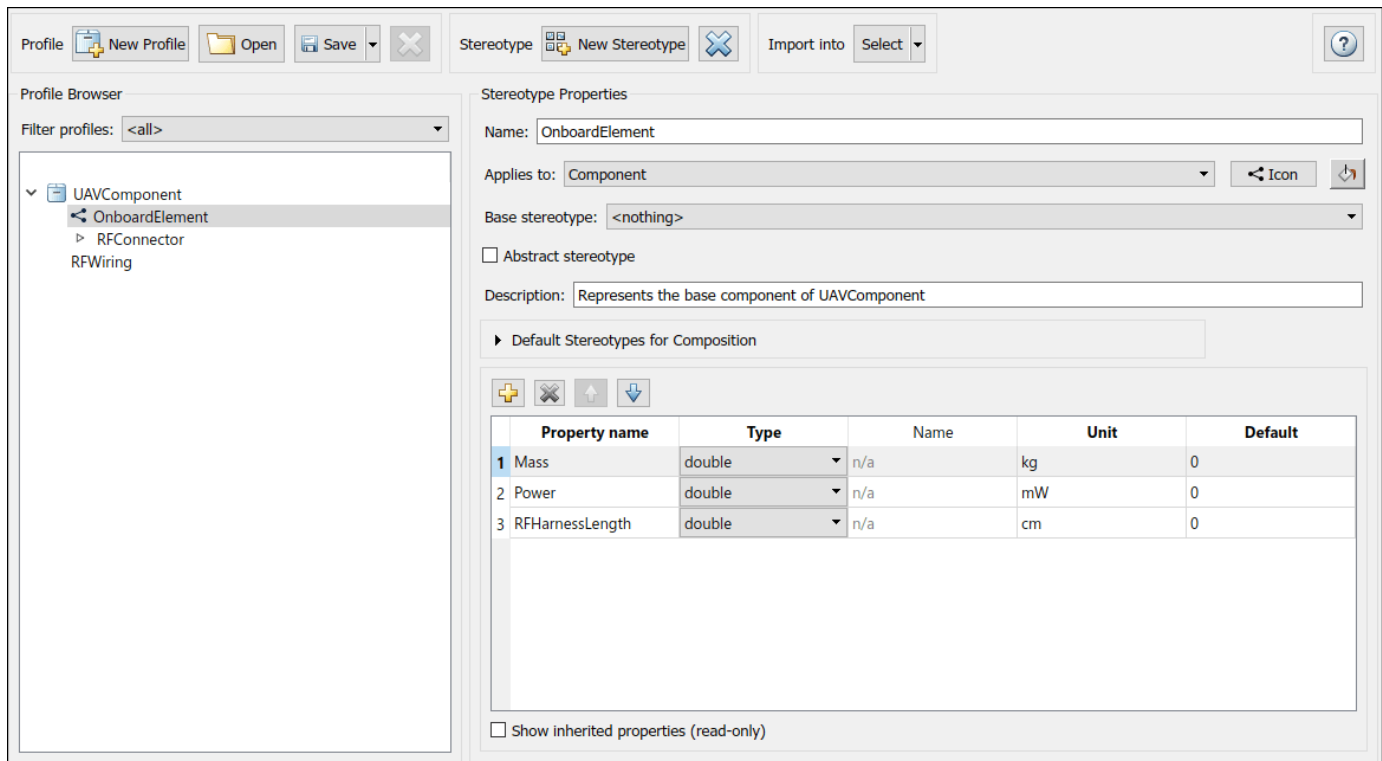 Profile New Profile Open Save Stereotype New Stereotype Import into Select ?
Profile Browser
Filter profiles: <all>
UAVComponent
OnboardElement
RFConnector
RFWiring
Stereotype Properties
Name: OnboardElement
Applies to: Component Icon
Base stereotype: <nothing>
Abstract stereotype
Description: Represents the base component of UAVComponent
Default Stereotypes for Composition
Property name Type Name Unit Default
1 Mass double n/a kg 0
2 Power double n/a mW 0
3 RFHarnessLength double n/a cm 0
Show inherited properties (read-only)